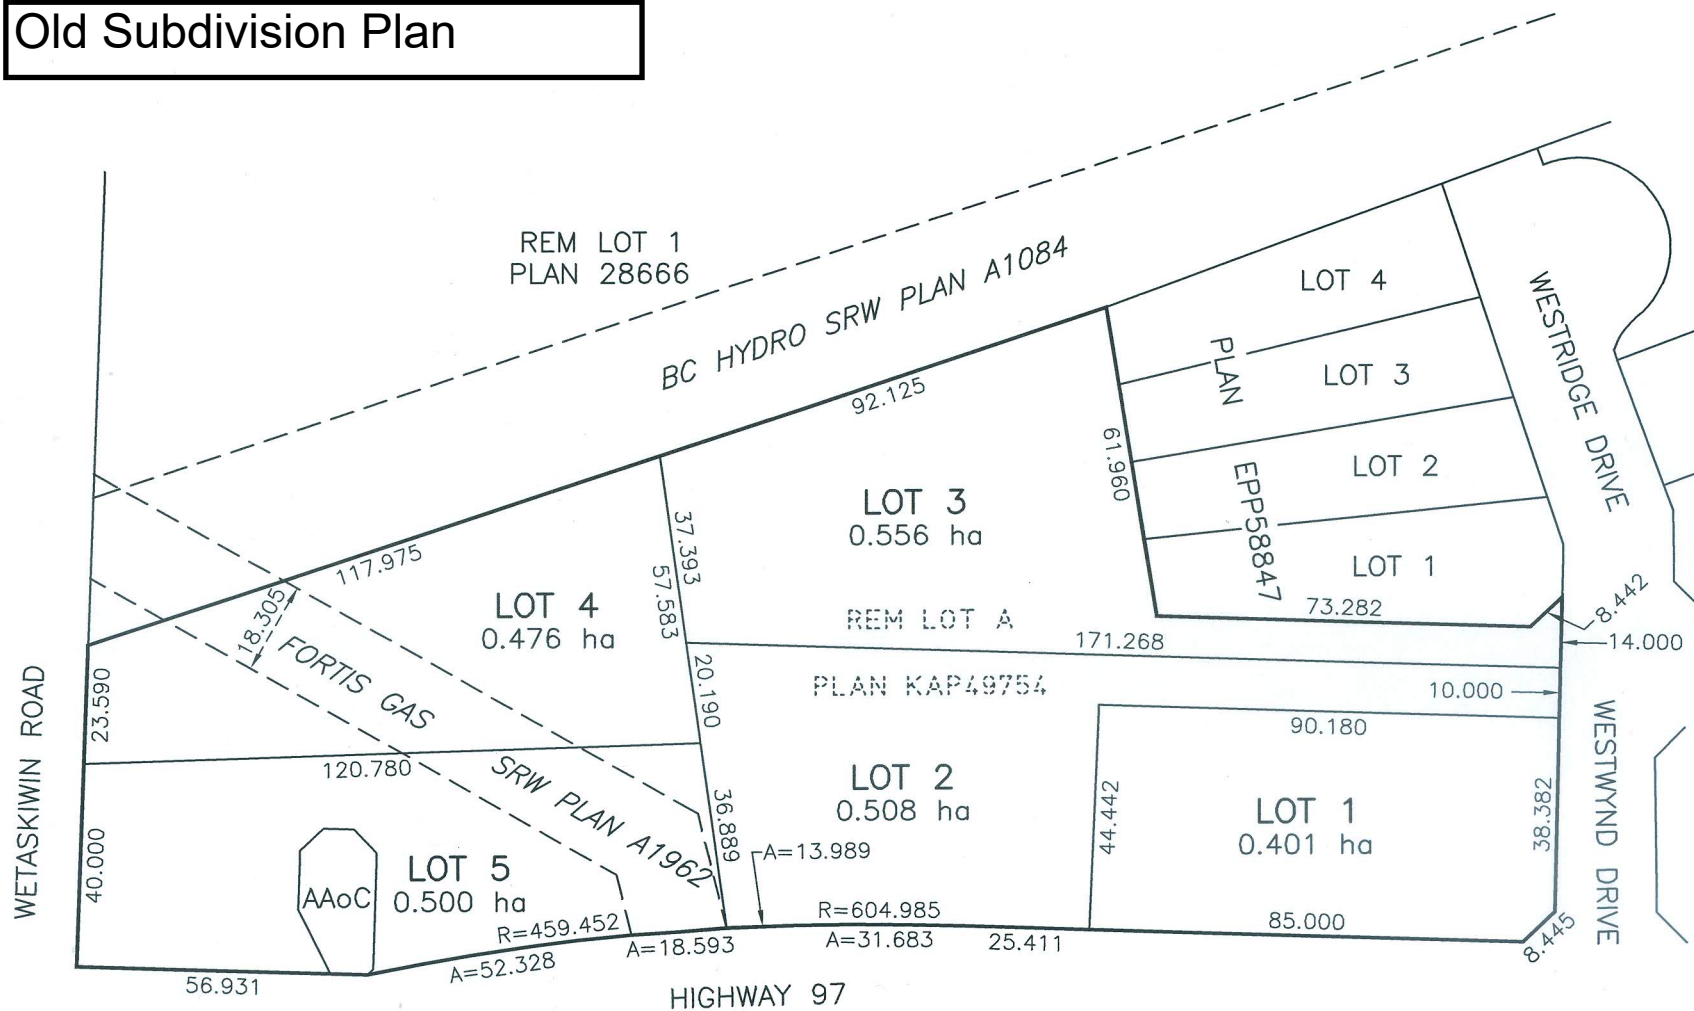 Old Subdivision Plan
REM LOT 1
PLAN 28666
BC HYDRO SRW PLAN A1084
92.125
117.975
LOT 4
LOT 3
LOT 2
LOT 1
PLAN
EPP58847
WESTRIDGE DRIVE
61.960
73.282
8.442
14.000
LOT 3
0.556 ha
37.393
57.583
LOT 4
0.476 ha
18.305
FORTIS GAS
SRW PLAN A1962
REM LOT A
171.268
PLAN KAP49754
20.190
10.000
90.180
23.590
120.780
WETASKIWIN ROAD
40.000
LOT 2
0.508 ha
36.889
A=13.989
44.442
LOT 1
0.401 ha
38.382
WESTWYND DRIVE
LOT 5
0.500 ha
AAoC
R=459.452
R=604.985
85.000
A=18.593
A=31.683
25.411
8.445
A=52.328
56.931
HIGHWAY 97